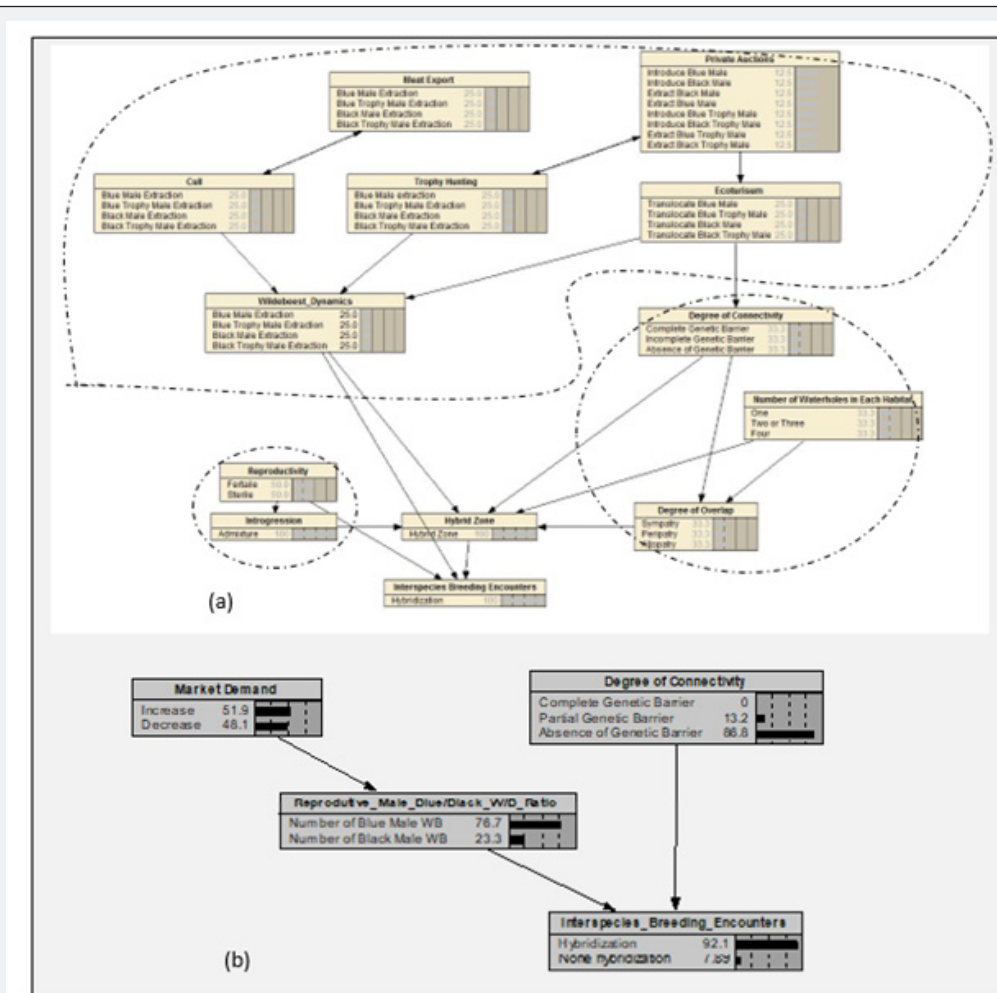 Meat Export
Blue Male Extraction 25.0
Blue Trophy Male Extraction 25.0
Black Male Extraction 25.0
Black Trophy Male Extraction 25.0
Private Auctions
Introduce Blue Male 12.5
Introduce Black Mare 12.5
Extract Black Male 12.5
Extract Blue Mare 12.5
Introduce Blue Trophy Male 12.5
Introduce Black Trophy Male 12.5
Extract Blue Trophy Male 12.5
Extract Black Trophy Male 12.5
Cull
Blue Male Extraction 25.0
Blue Trophy Male Extraction 25.0
Black Male Extraction 25.0
Black Trophy Male Extraction 25.0
Trophy Hunting
Blue Male extraction 25.0
Blue Trophy Male Extraction 25.0
Black Male Extraction 25.0
Black Trophy Male Extraction 25.0
Ecoturisum
Translocate Blue Male 25.0
Translocate Blue Trophy Male 25.0
Translocate Black Male 25.0
Translocate Black Trophy Male 25.0
Wildebeest_Dynamics
Blue Male Extraction 25.0
Blue Trophy Male Extraction 25.0
Black Male Extraction 25.0
Black Trophy Male Extraction 25.0
Degree of Connectivity
Complete Genetic Barrier 33.3
Incomplete Genetic Barrier 33.3
Absence of Genetic Barrier 33.3
Number of Waterholes in Each Habitat
One 33.3
Two or Three 33.3
Four 33.3
Reproductivity
Fertaile 50.0
Sterile 50.0
Introgression
Admixture 100
Hybrid Zone
Hybrid Zone 100
Degree of Overlap
Sympatry 33.3
Peripatry 33.3
Allopatry 33.3
Interspecies Breeding Encounters
Hybridization 100
(a)
Market Demand
Increase 51.9
Decrease 48.1
Degree of Connectivity
Complete Genetic Barrier 0
Partial Genetic Barrier 13.2
Absence of Genetic Barrier 86.8
Reprodutive_Male_Blue/Black_W/B_Ratio
Number of Blue Male WB 76.7
Number of Black Male WB 23.3
Interspecies_Breeding_Encounters
Hybridization 92.1
None hybridization 7.89
(b)